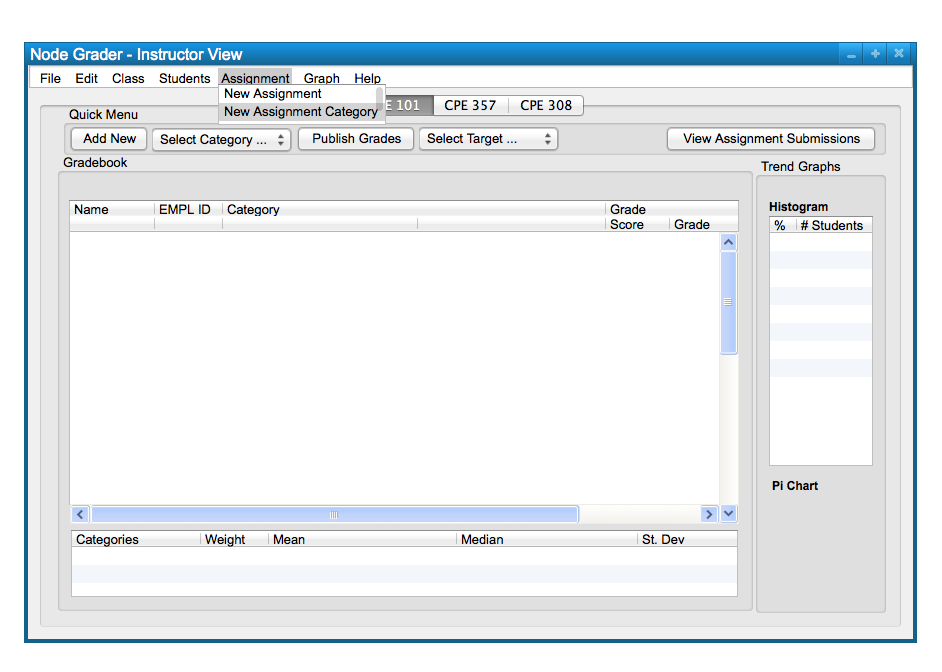 Node Grader - Instructor View
File Edit Class Students Assignment Graph Help
New Assignment
New Assignment Category
E 101 CPE 357 CPE 308
Quick Menu
Add New Select Category ... Publish Grades Select Target ... View Assignment Submissions
Gradebook
Trend Graphs
Name EMPL ID Category Grade
Score Grade
Histogram
% # Students
Pi Chart
Categories Weight Mean Median St. Dev